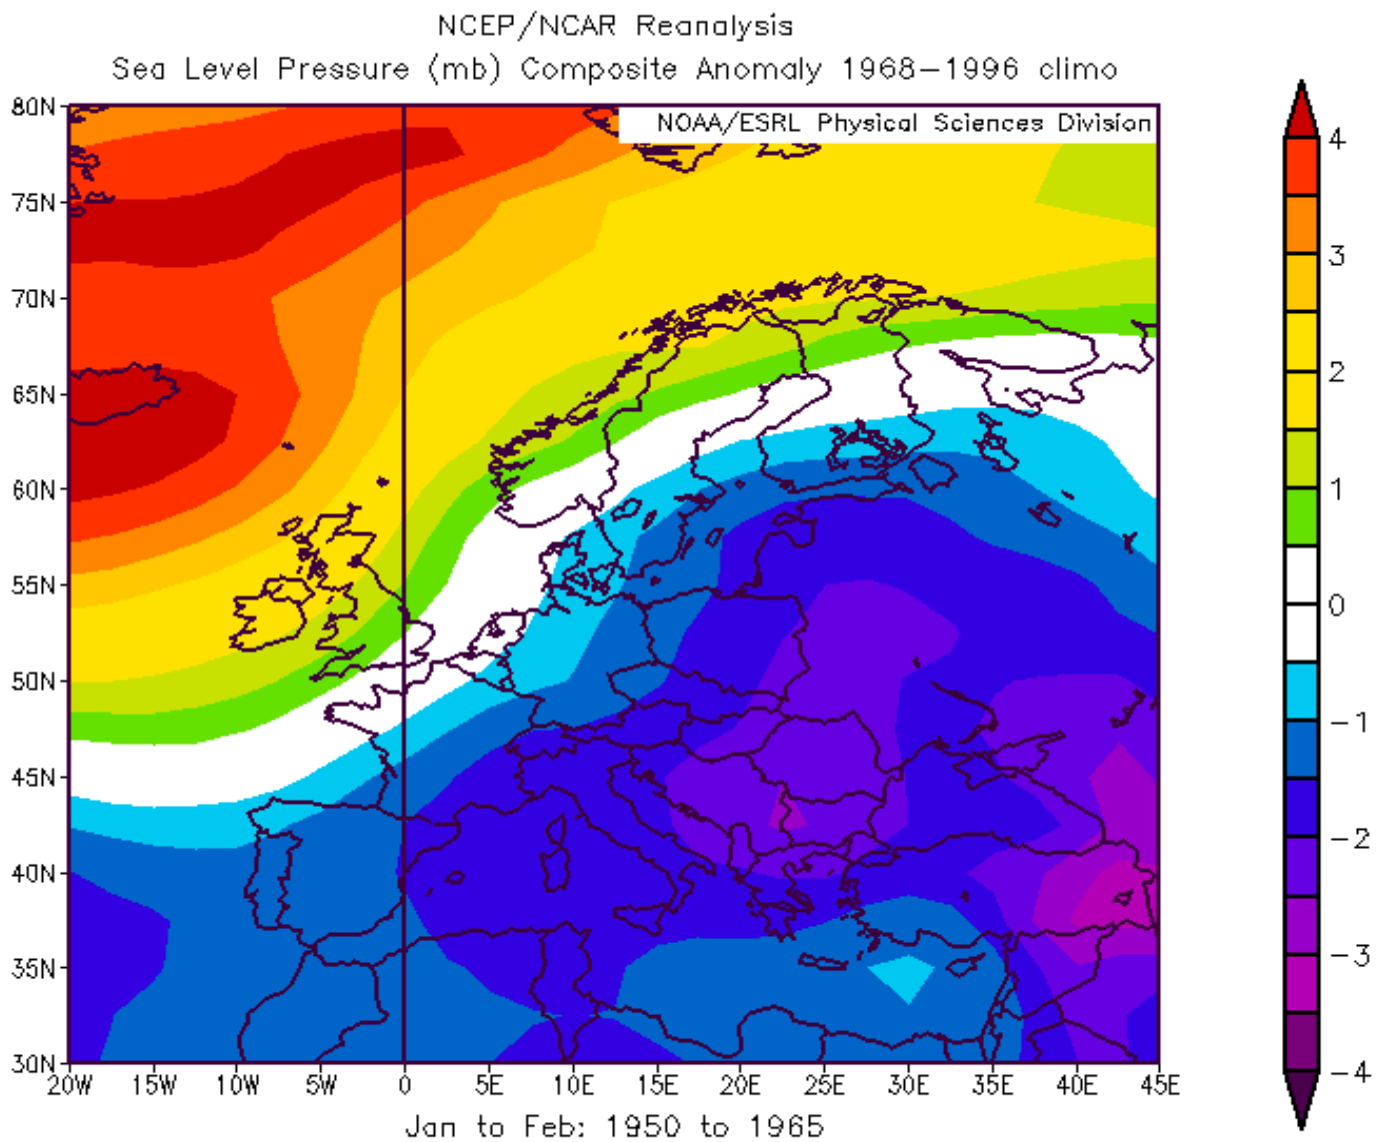 NCEP/NCAR Reanalysis
Sea Level Pressure (mb) Composite Anomaly 1968-1996 climo
NOAA/ESRL Physical Sciences Division
80N
75N
70N
65N
60N
55N
50N
45N
40N
35N
30N
20W 15W 10W 5W 0 5E 10E 15E 20E 25E 30E 35E 40E 45E
4
3
2
1
0
-1
-2
-3
-4
Jan to Feb: 1950 to 1965